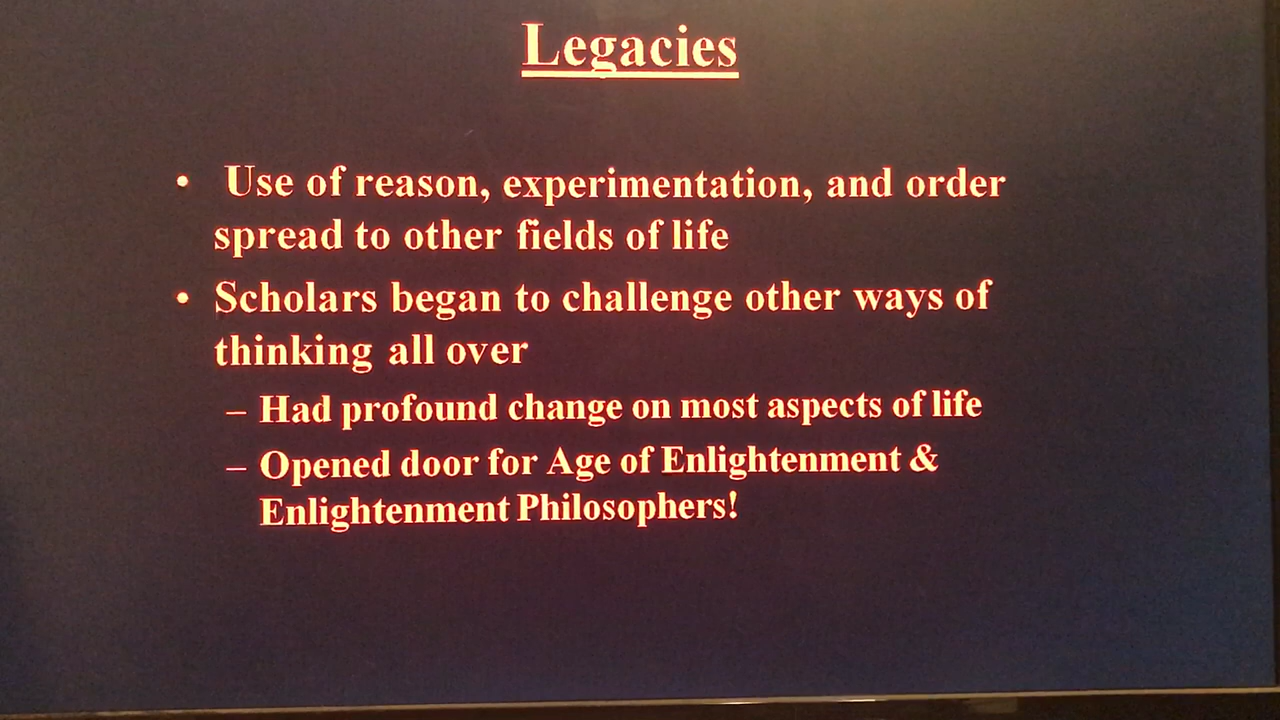 Legacies
• Use of reason, experimentation, and order
spread to other fields of life
• Scholars began to challenge other ways of
thinking all over
– Had profound change on most aspects of life
– Opened door for Age of Enlightenment &
Enlightenment Philosophers!